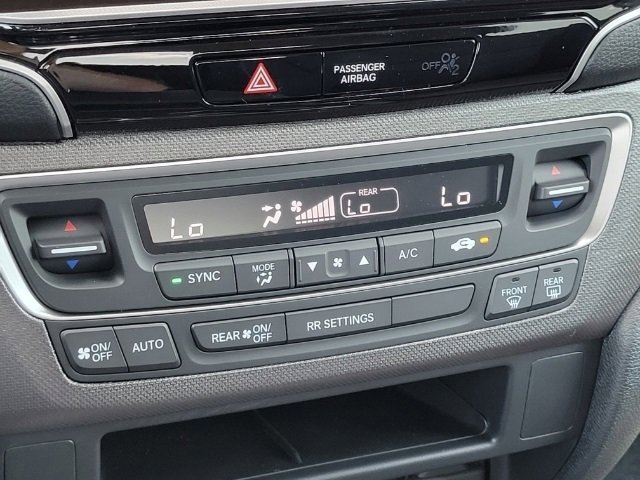 PASSENGER
AIRBAG
OFF 2
REAR
Lo Lo Lo
SYNC MODE A/C
FRONT REAR
ON/
OFF
AUTO
REAR ON/
OFF
RR SETTINGS